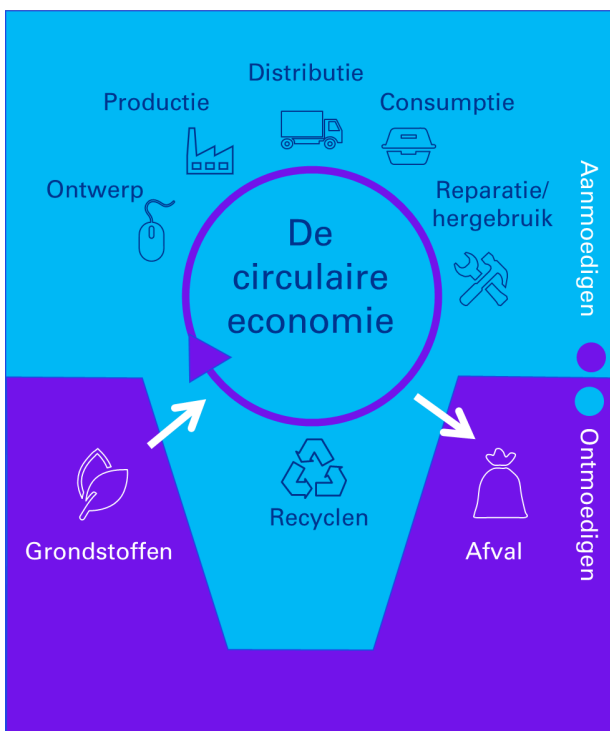 Distributie
Productie
Consumptie
Ontwerp
Reparatie/
hergebruik
De
circulaire
economie
Aanmoedigen
Ontmoedigen
Recyclen
Grondstoffen
Afval